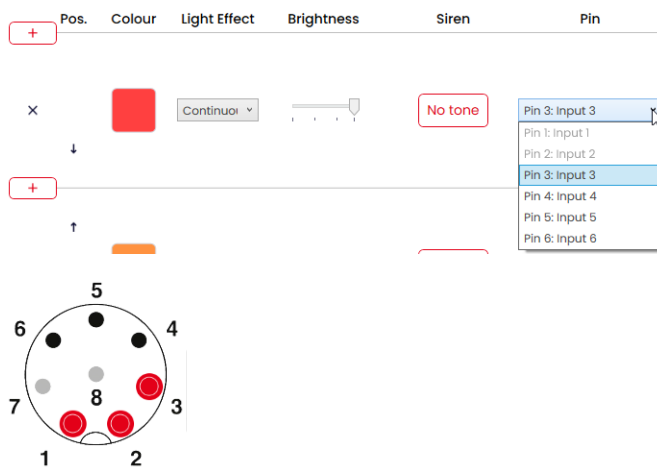 Pos. Colour Light Effect Brightness Siren Pin
+
× Continuou No tone Pin 3: Input 3
Pin 1: Input 1
Pin 2: Input 2
↓
Pin 3: Input 3
+
Pin 4: Input 4
Pin 5: Input 5
↑
Pin 6: Input 6
5
6 4
8
7 3
1 2